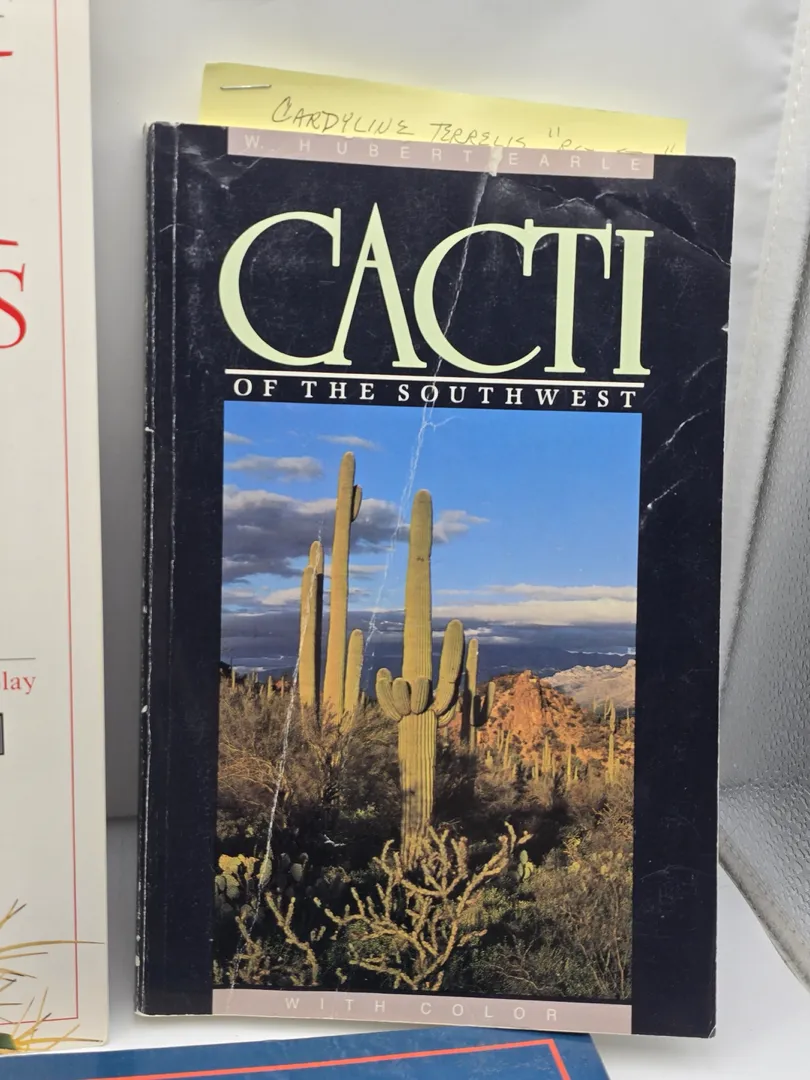 S
lay
CARDYLINE TERRELIS "
W. HUBERT EARLE
CACTI
OF THE SOUTHWEST
WITH COLOR